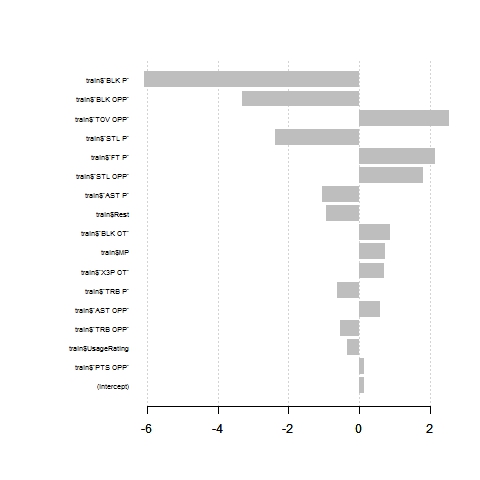 train$`BLK P`
train$`BLK OPP`
train$`TOV OPP`
train$`STL P`
train$`FT P`
train$`STL OPP`
train$`AST P`
train$Rest
train$`BLK OT`
train$MP
train$`X3P OT`
train$`TRB P`
train$`AST OPP`
train$`TRB OPP`
train$UsageRating
train$`PTS OPP`
(Intercept)
-6 -4 -2 0 2